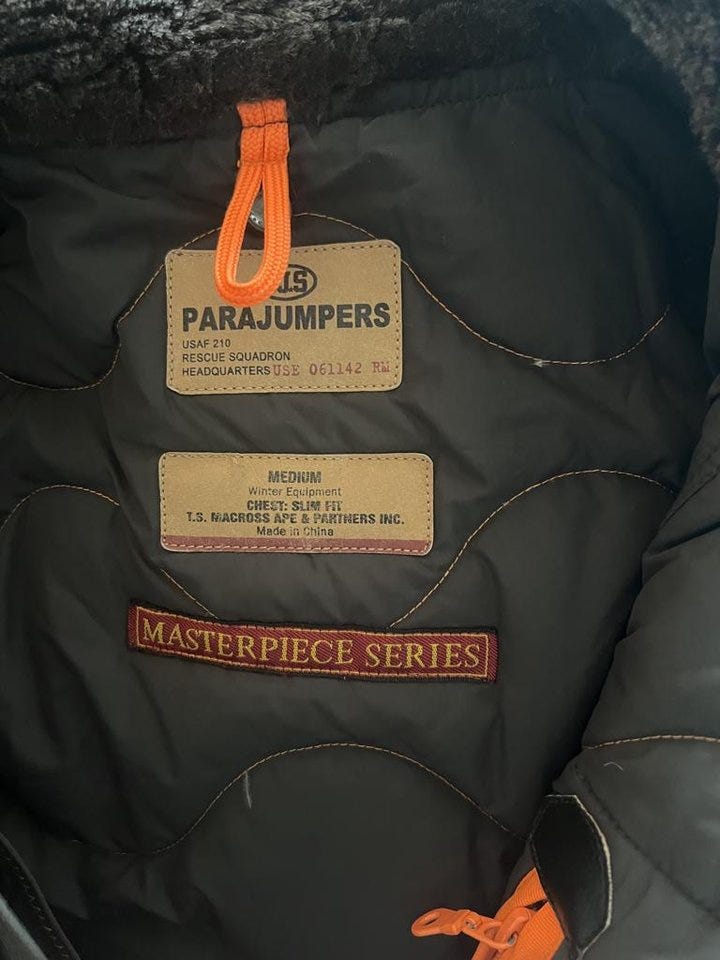 J.S
PARAJUMPERS
USAF 210
RESCUE SQUADRON
HEADQUARTERS USE 061142 RM
MEDIUM
Winter Equipment
CHEST: SLIM FIT
T.S. MACROSS APE & PARTNERS INC.
Made in China
MASTERPIECE SERIES